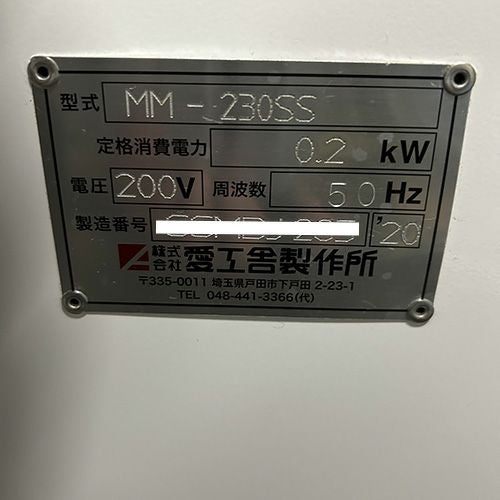 型式 MM-230SS
定格消費電力 0.2 kW
電圧 200V 周波数 50 Hz
製造番号 '20
株式会社 愛工舎製作所
〒335-0011 埼玉県戸田市下戸田 2-23-1
TEL 048-441-3366(代)